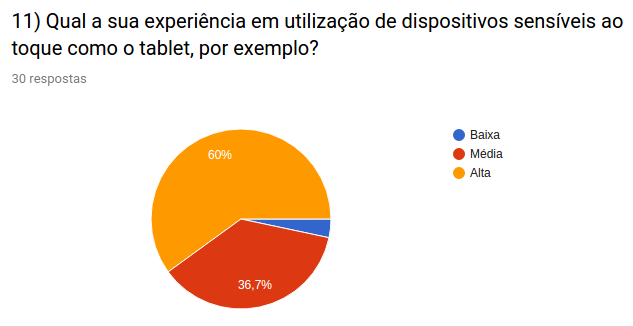 11) Qual a sua experiência em utilização de dispositivos sensíveis ao
toque como o tablet, por exemplo?
30 respostas
Baixa
Média
Alta
60%
36,7%